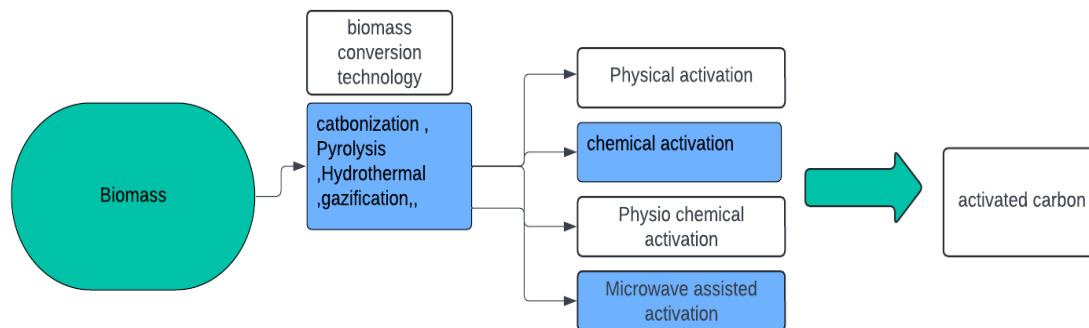 Biomass
biomass
conversion
technology
catbonization ,
Pyrolysis
,Hydrothermal
,gazification,,
Physical activation
chemical activation
Physio chemical
activation
Microwave assisted
activation
activated carbon